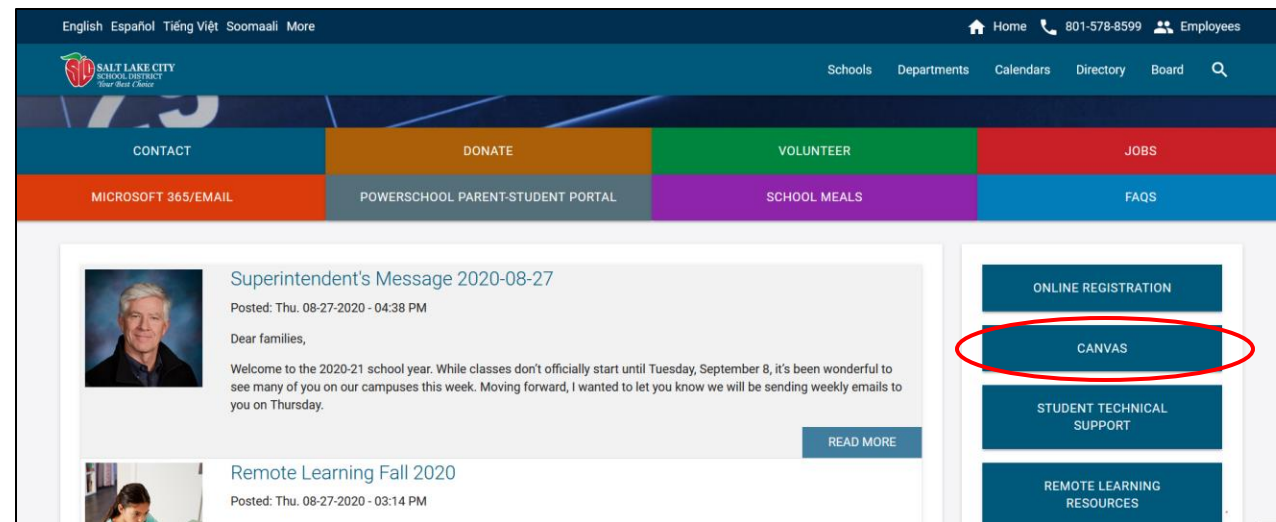 English Español Tiếng Việt Soomaali More
Home 801-578-8599 Employees
SALT LAKE CITY
SCHOOL DISTRICT
Your Best Choice
Schools Departments Calendars Directory Board
CONTACT DONATE VOLUNTEER JOBS
MICROSOFT 365/EMAIL POWERSCHOOL PARENT-STUDENT PORTAL SCHOOL MEALS FAQS
Superintendent's Message 2020-08-27
Posted: Thu. 08-27-2020 - 04:38 PM
Dear families,
Welcome to the 2020-21 school year. While classes don't officially start until Tuesday, September 8, it's been wonderful to
see many of you on our campuses this week. Moving forward, I wanted to let you know we will be sending weekly emails to
you on Thursday.
READ MORE
Remote Learning Fall 2020
Posted: Thu. 08-27-2020 - 03:14 PM
ONLINE REGISTRATION
CANVAS
STUDENT TECHNICAL
SUPPORT
REMOTE LEARNING
RESOURCES